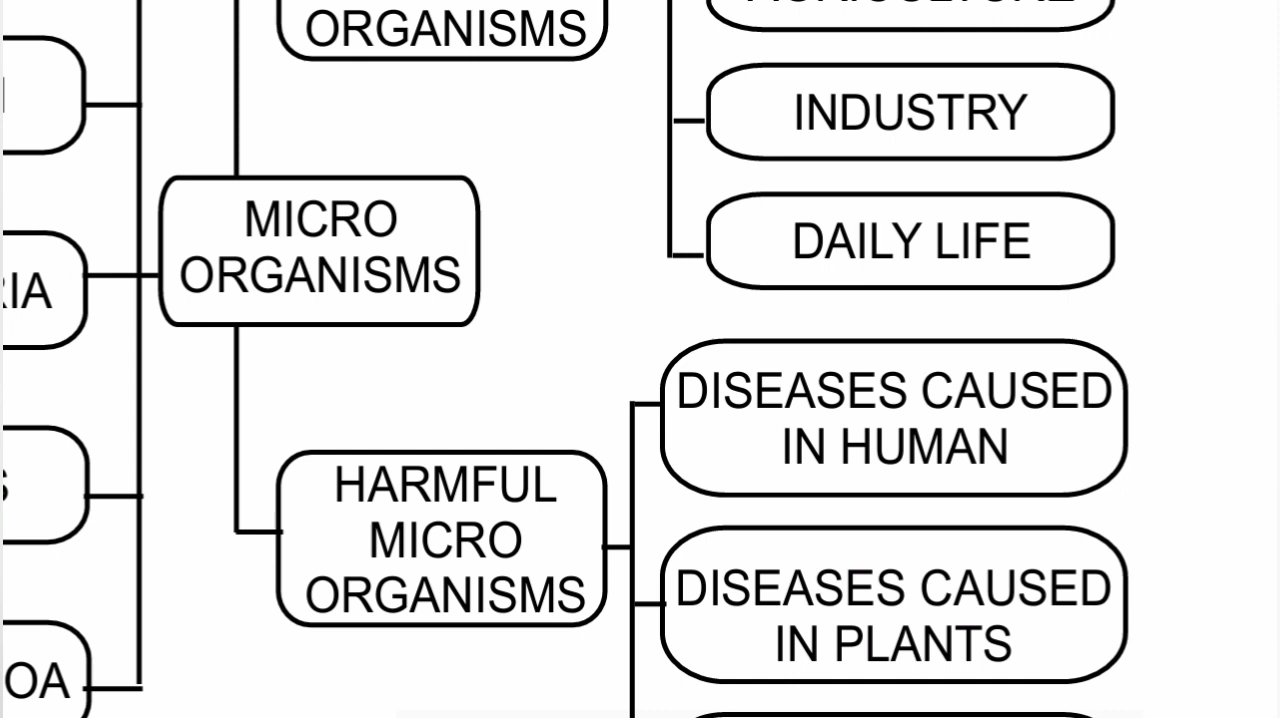 ORGANISMS
INDUSTRY
DAILY LIFE
MICRO
ORGANISMS
DISEASES CAUSED
IN HUMAN
HARMFUL
MICRO
ORGANISMS
DISEASES CAUSED
IN PLANTS